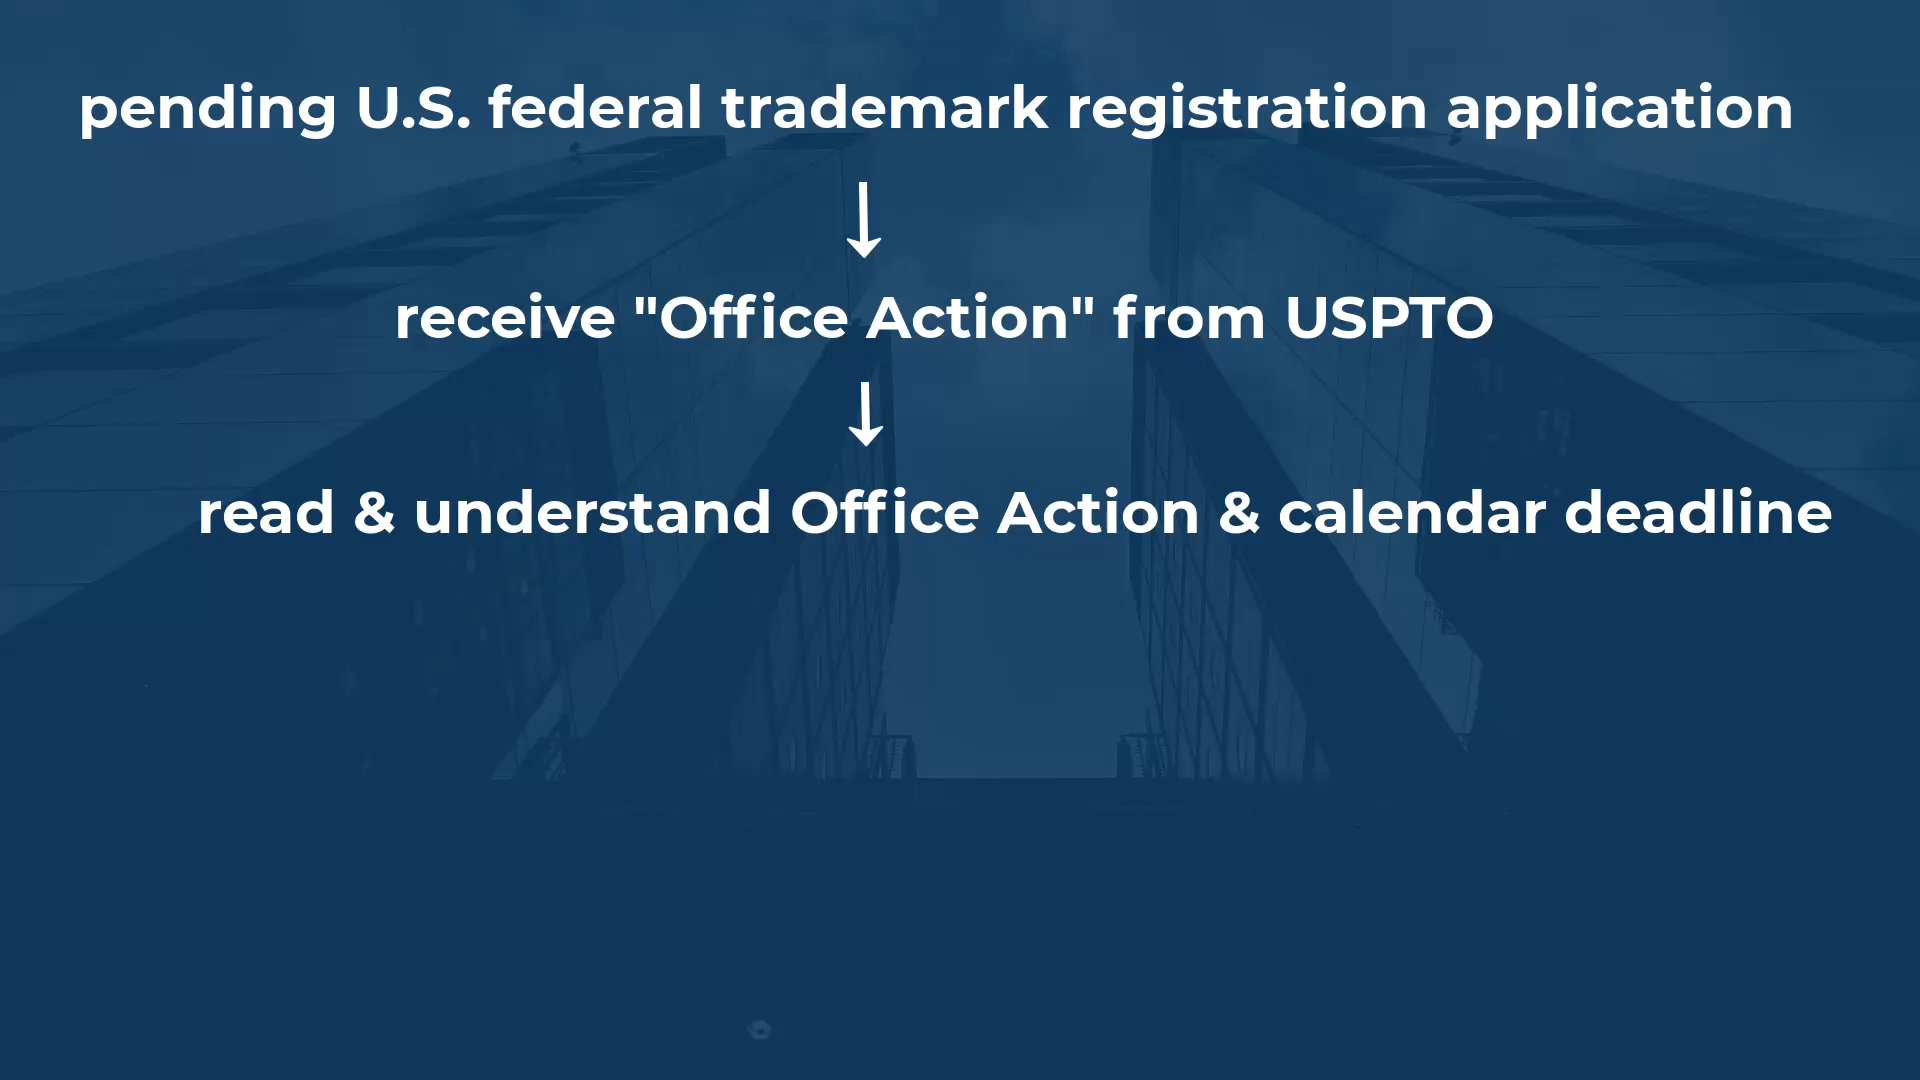 pending U.S. federal trademark registration application
receive "Office Action" from USPTO
read & understand Office Action & calendar deadline